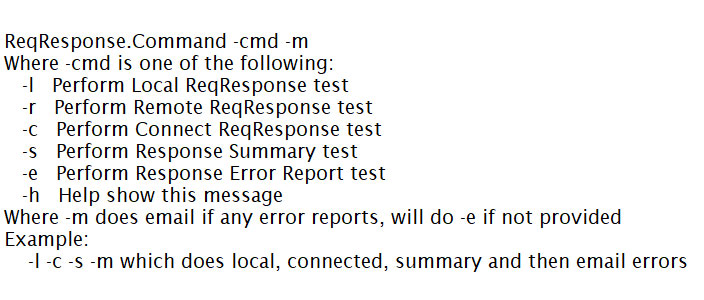 ReqResponse.Command -cmd -m
Where -cmd is one of the following:
-l Perform Local ReqResponse test
-r Perform Remote ReqResponse test
-c Perform Connect ReqResponse test
-s Perform Response Summary test
-e Perform Response Error Report test
-h Help show this message
Where -m does email if any error reports, will do -e if not provided
Example:
-l -c -s -m which does local, connected, summary and then email errors